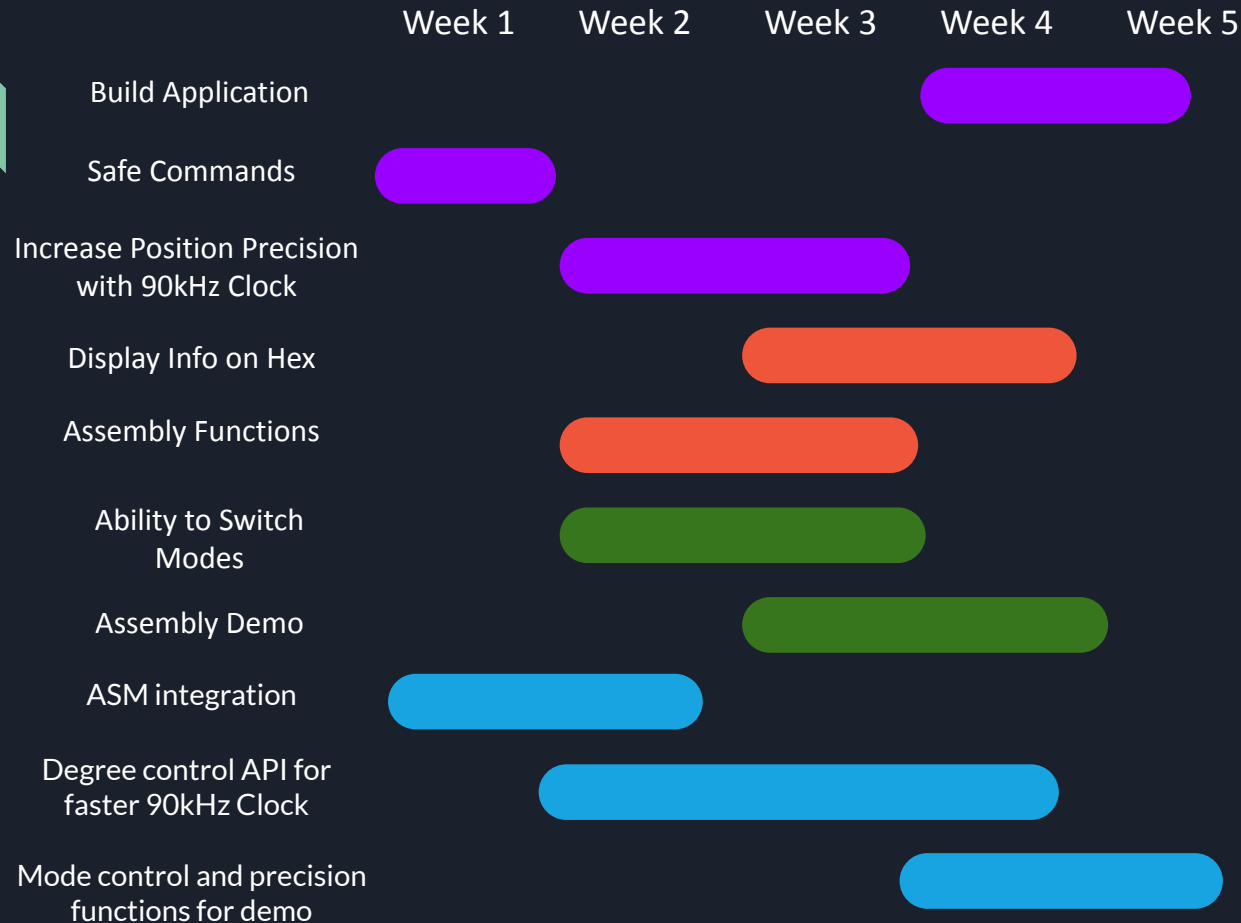 Week 1 Week 2 Week 3 Week 4 Week 5
Build Application
Safe Commands
Increase Position Precision
with 90kHz Clock
Display Info on Hex
Assembly Functions
Ability to Switch
Modes
Assembly Demo
ASM integration
Degree control API for
faster 90kHz Clock
Mode control and precision
functions for demo